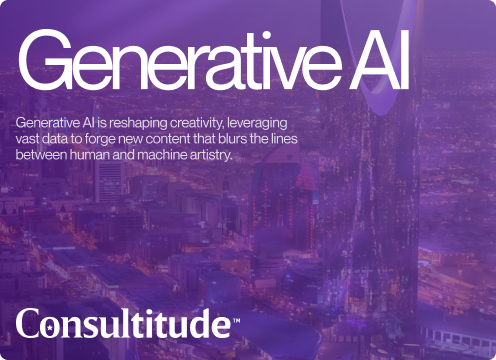 Generative AI
Generative AI is reshaping creativity, leveraging
vast data to forge new content that blurs the lines
between human and machine artistry.
Consultitude™